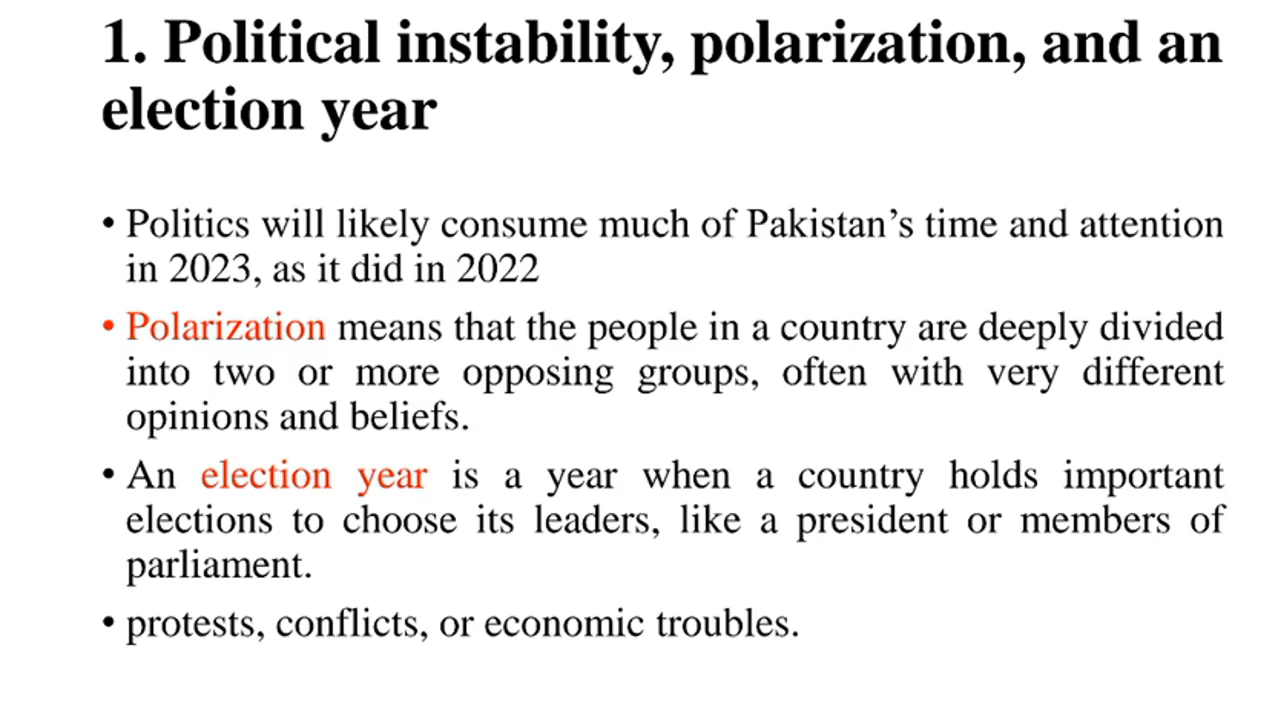 1. Political instability, polarization, and an
election year
• Politics will likely consume much of Pakistan’s time and attention
in 2023, as it did in 2022
• Polarization means that the people in a country are deeply divided
into two or more opposing groups, often with very different
opinions and beliefs.
• An election year is a year when a country holds important
elections to choose its leaders, like a president or members of
parliament.
• protests, conflicts, or economic troubles.